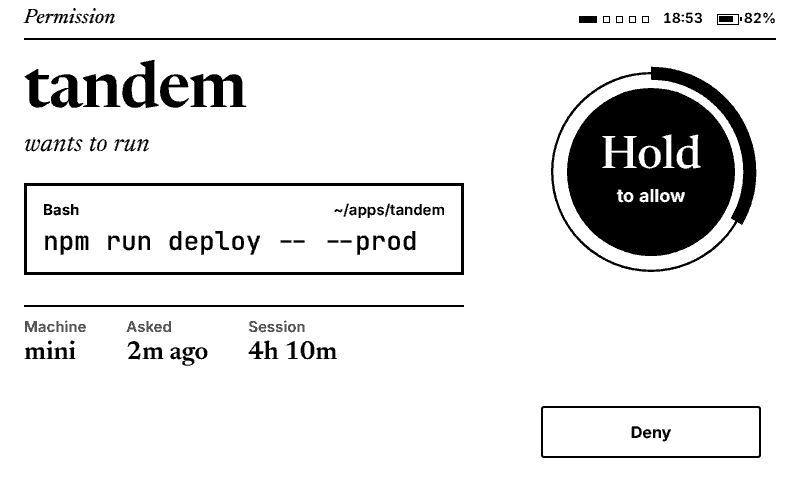 Permission
18:53 82%
tandem
wants to run
Bash ~/apps/tandem
npm run deploy -- --prod
Hold
to allow
Machine Asked Session
mini 2m ago 4h 10m
Deny